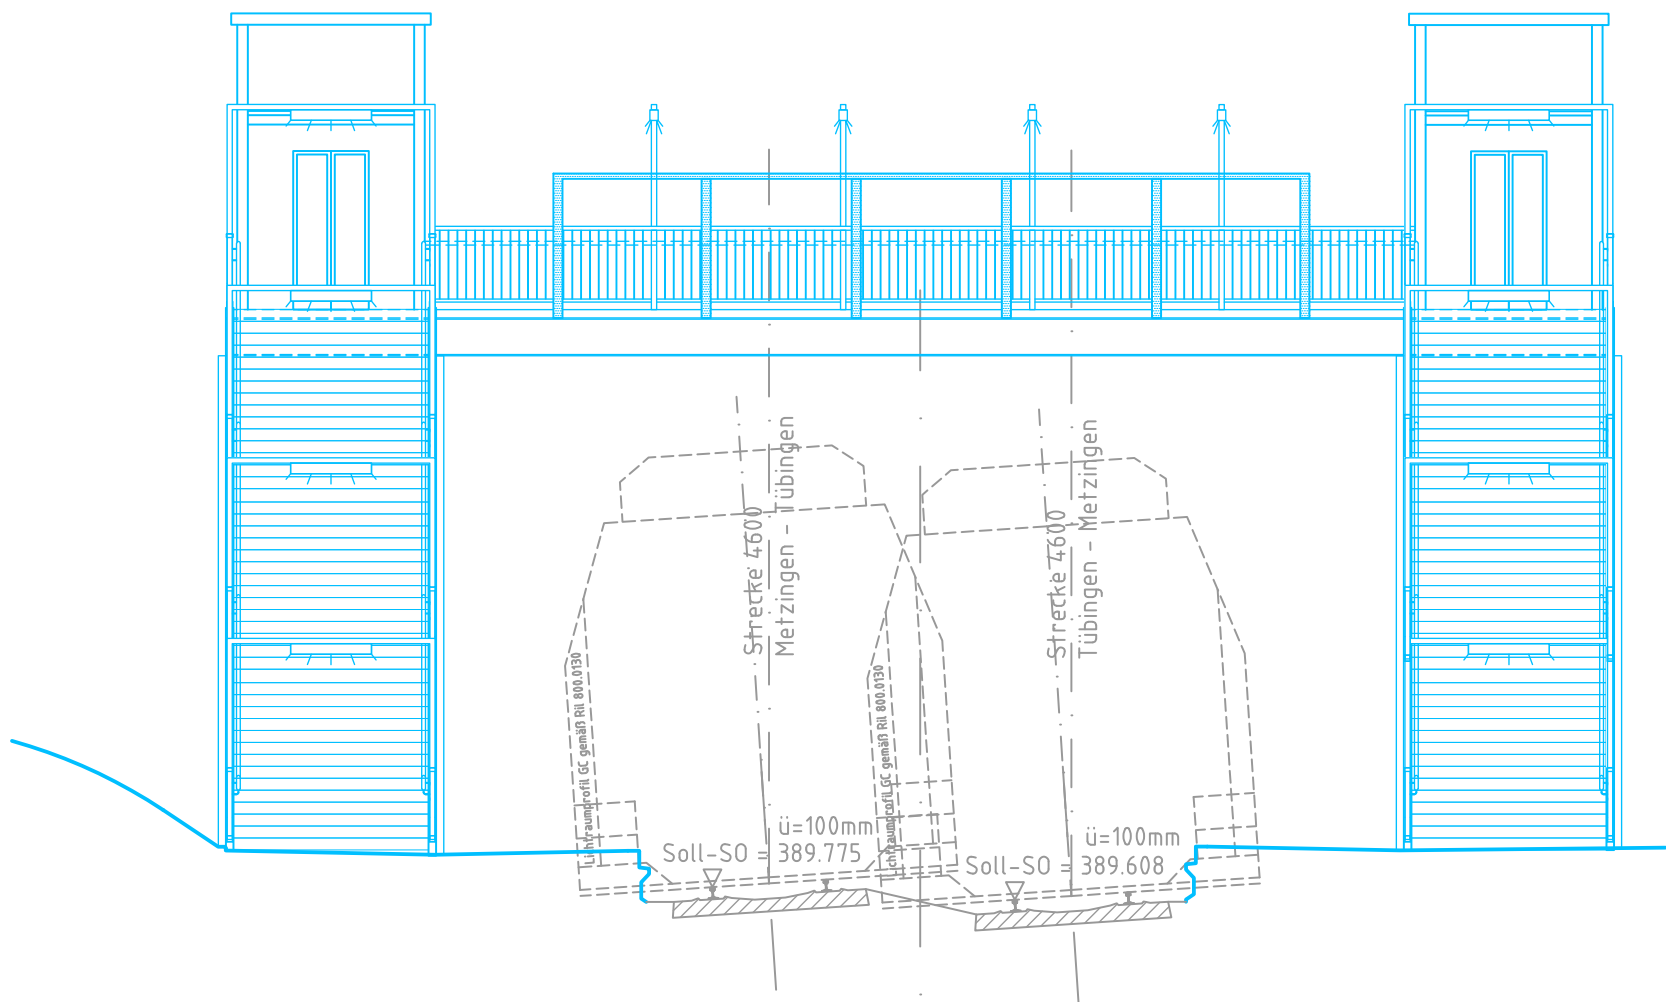 Strecke 4600
Metzingen - Tübingen
Strecke 4600
Tübingen - Metzingen
Lichtraumprofil GC gemäß Ril 800.0130
Lichtraumprofil GC gemäß Ril 800.0130
ü=100mm
Soll-SO = 389.775
ü=100mm
Soll-SO = 389.608